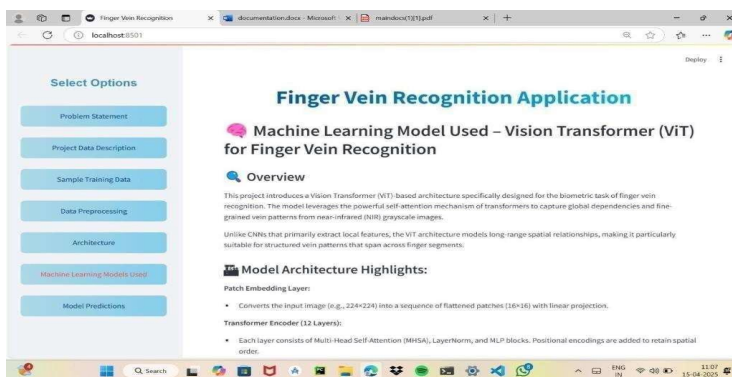 Finger Vein Recognition
documentation.docx - Microsoft
maindocs(1)[1].pdf
localhost:8501
Deploy
Select Options
Problem Statement
Project Data Description
Sample Training Data
Data Preprocessing
Architecture
Machine Learning Models Used
Model Predictions
Finger Vein Recognition Application
Machine Learning Model Used – Vision Transformer (ViT)
for Finger Vein Recognition
Overview
This project introduces a Vision Transformer (ViT)-based architecture specifically designed for the biometric task of finger vein
recognition. The model leverages the powerful self-attention mechanism of transformers to capture global dependencies and fine-
grained vein patterns from near-infrared (NIR) grayscale images.
Unlike CNNs that primarily extract local features, the ViT architecture models long-range spatial relationships, making it particularly
suitable for structured vein patterns that span across finger segments.
Model Architecture Highlights:
Patch Embedding Layer:
• Converts the input image (e.g., 224×224) into a sequence of flattened patches (16×16) with linear projection.
Transformer Encoder (12 Layers):
• Each layer consists of Multi-Head Self-Attention (MHSA), LayerNorm, and MLP blocks. Positional encodings are added to retain spatial
order.
Search
ENG
IN
11:07
15-04-2025